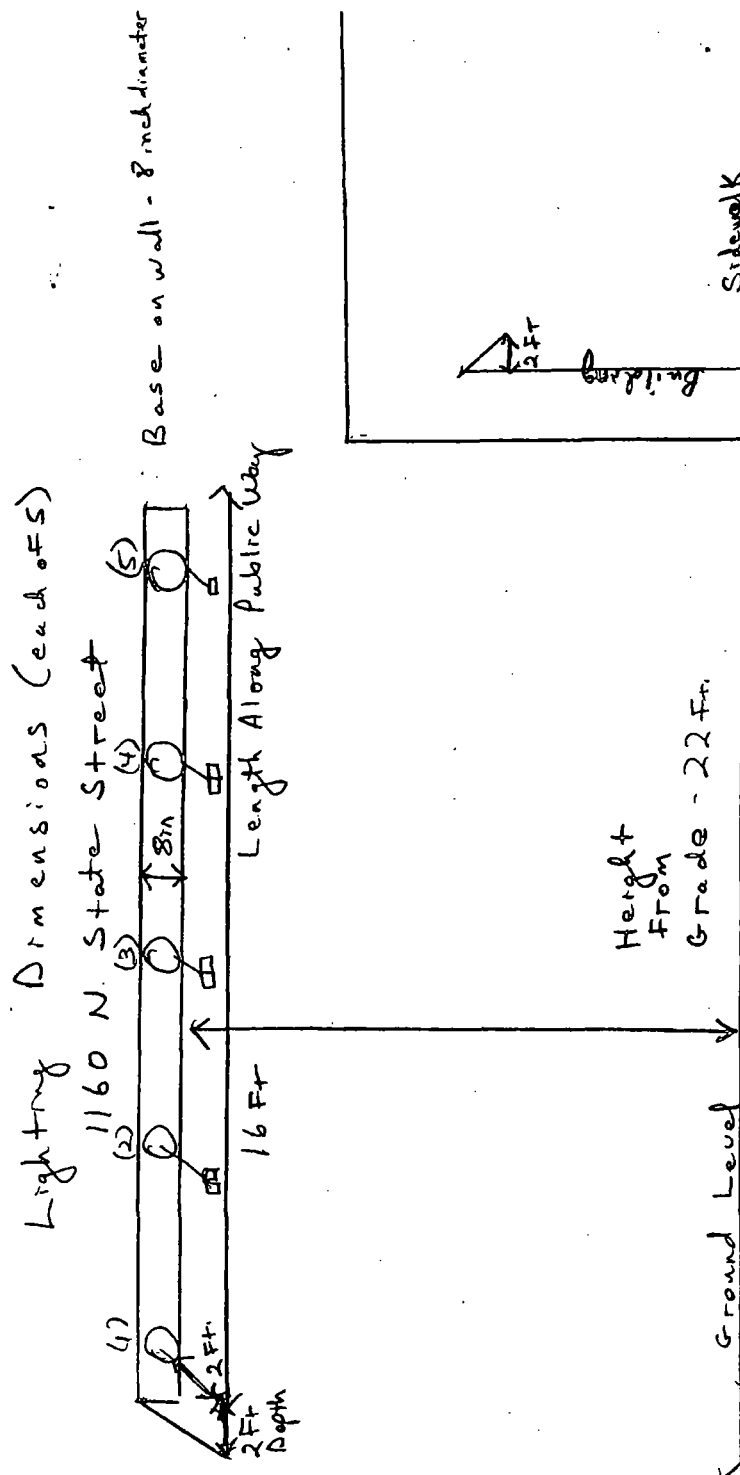 Lighting Dimensions (each of 5)
1160 N. State Street
(1) (2) (3) (4) (5)
Base on wall - 8 inch diameter
8in
2 Ft.
2 Ft
Depth
16 Ft
Length Along Public Way
Height
From
Grade - 22 Ft.
Ground Level
2 Ft
Building
Sidewalk